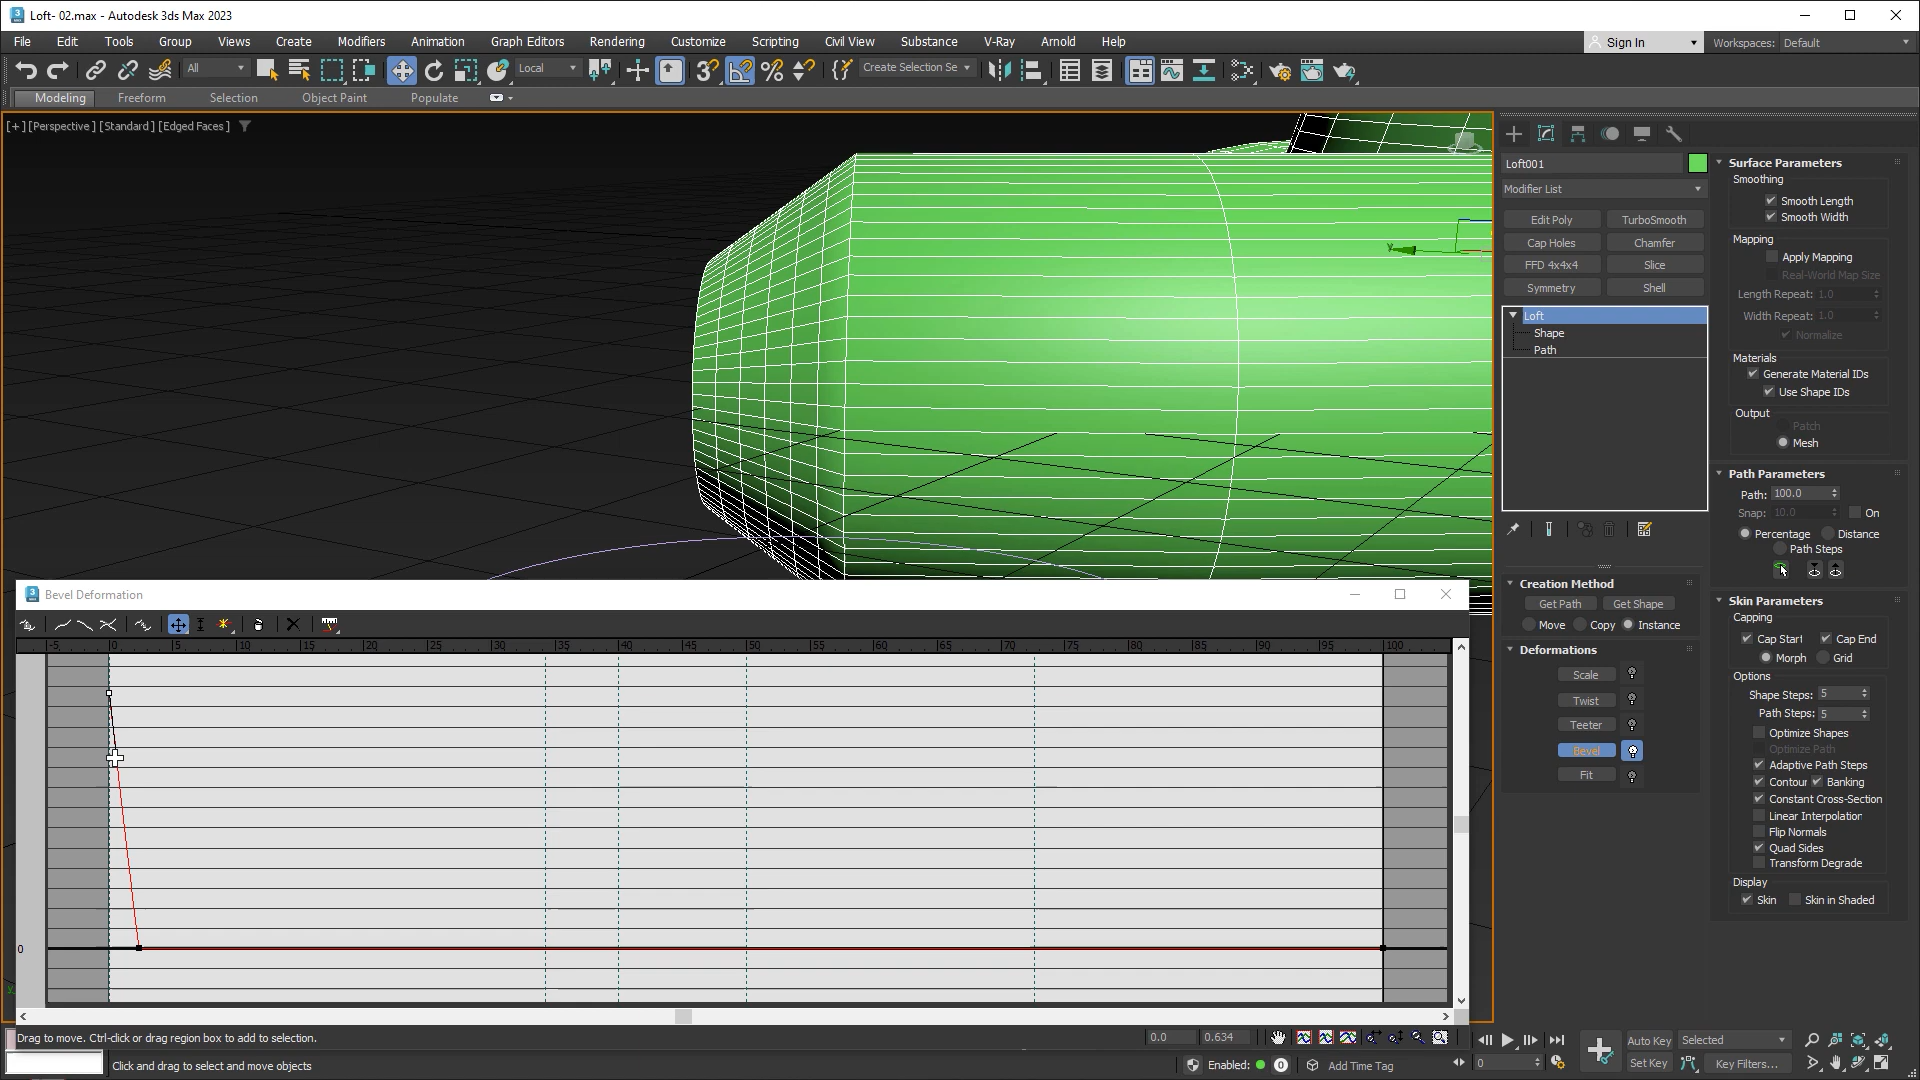 Loft- 02.max - Autodesk 3ds Max 2023
File Edit Tools Group Views Create Modifiers Animation Graph Editors Rendering Customize Scripting Civil View Substance V-Ray Arnold Help
Sign In Workspaces: Default
All Local Create Selection Se
Modeling Freeform Selection Object Paint Populate
[+] [Perspective ] [Standard ] [Edged Faces ]
y
Loft001
Modifier List
Edit Poly TurboSmooth
Cap Holes Chamfer
FFD 4x4x4 Slice
Symmetry Shell
Loft
Shape
Path
Creation Method
Get Path Get Shape
Move Copy Instance
Deformations
Scale
Twist
Teeter
Bevel
Fit
Surface Parameters
Smoothing
Smooth Length
Smooth Width
Mapping
Apply Mapping
Real-World Map Size
Length Repeat: 1.0
Width Repeat: 1.0
Normalize
Materials
Generate Material IDs
Use Shape IDs
Output
Patch
Mesh
Path Parameters
Path: 100.0
Snap: 10.0 On
Percentage Distance
Path Steps
Skin Parameters
Capping
Cap Start Cap End
Morph Grid
Options
Shape Steps: 5
Path Steps: 5
Optimize Shapes
Optimize Path
Adaptive Path Steps
Contour Banking
Constant Cross-Section
Linear Interpolation
Flip Normals
Quad Sides
Transform Degrade
Display
Skin Skin in Shaded
3 Bevel Deformation
-5 0 5 10 15 20 25 30 35 40 45 50 55 60 65 70 75 80 85 90 95 100
0
Drag to move. Ctrl-click or drag region box to add to selection. 0.0 0.634
Click and drag to select and move objects
Enabled: 0 Add Time Tag
0
Auto Key Selected
Set Key Key Filters...